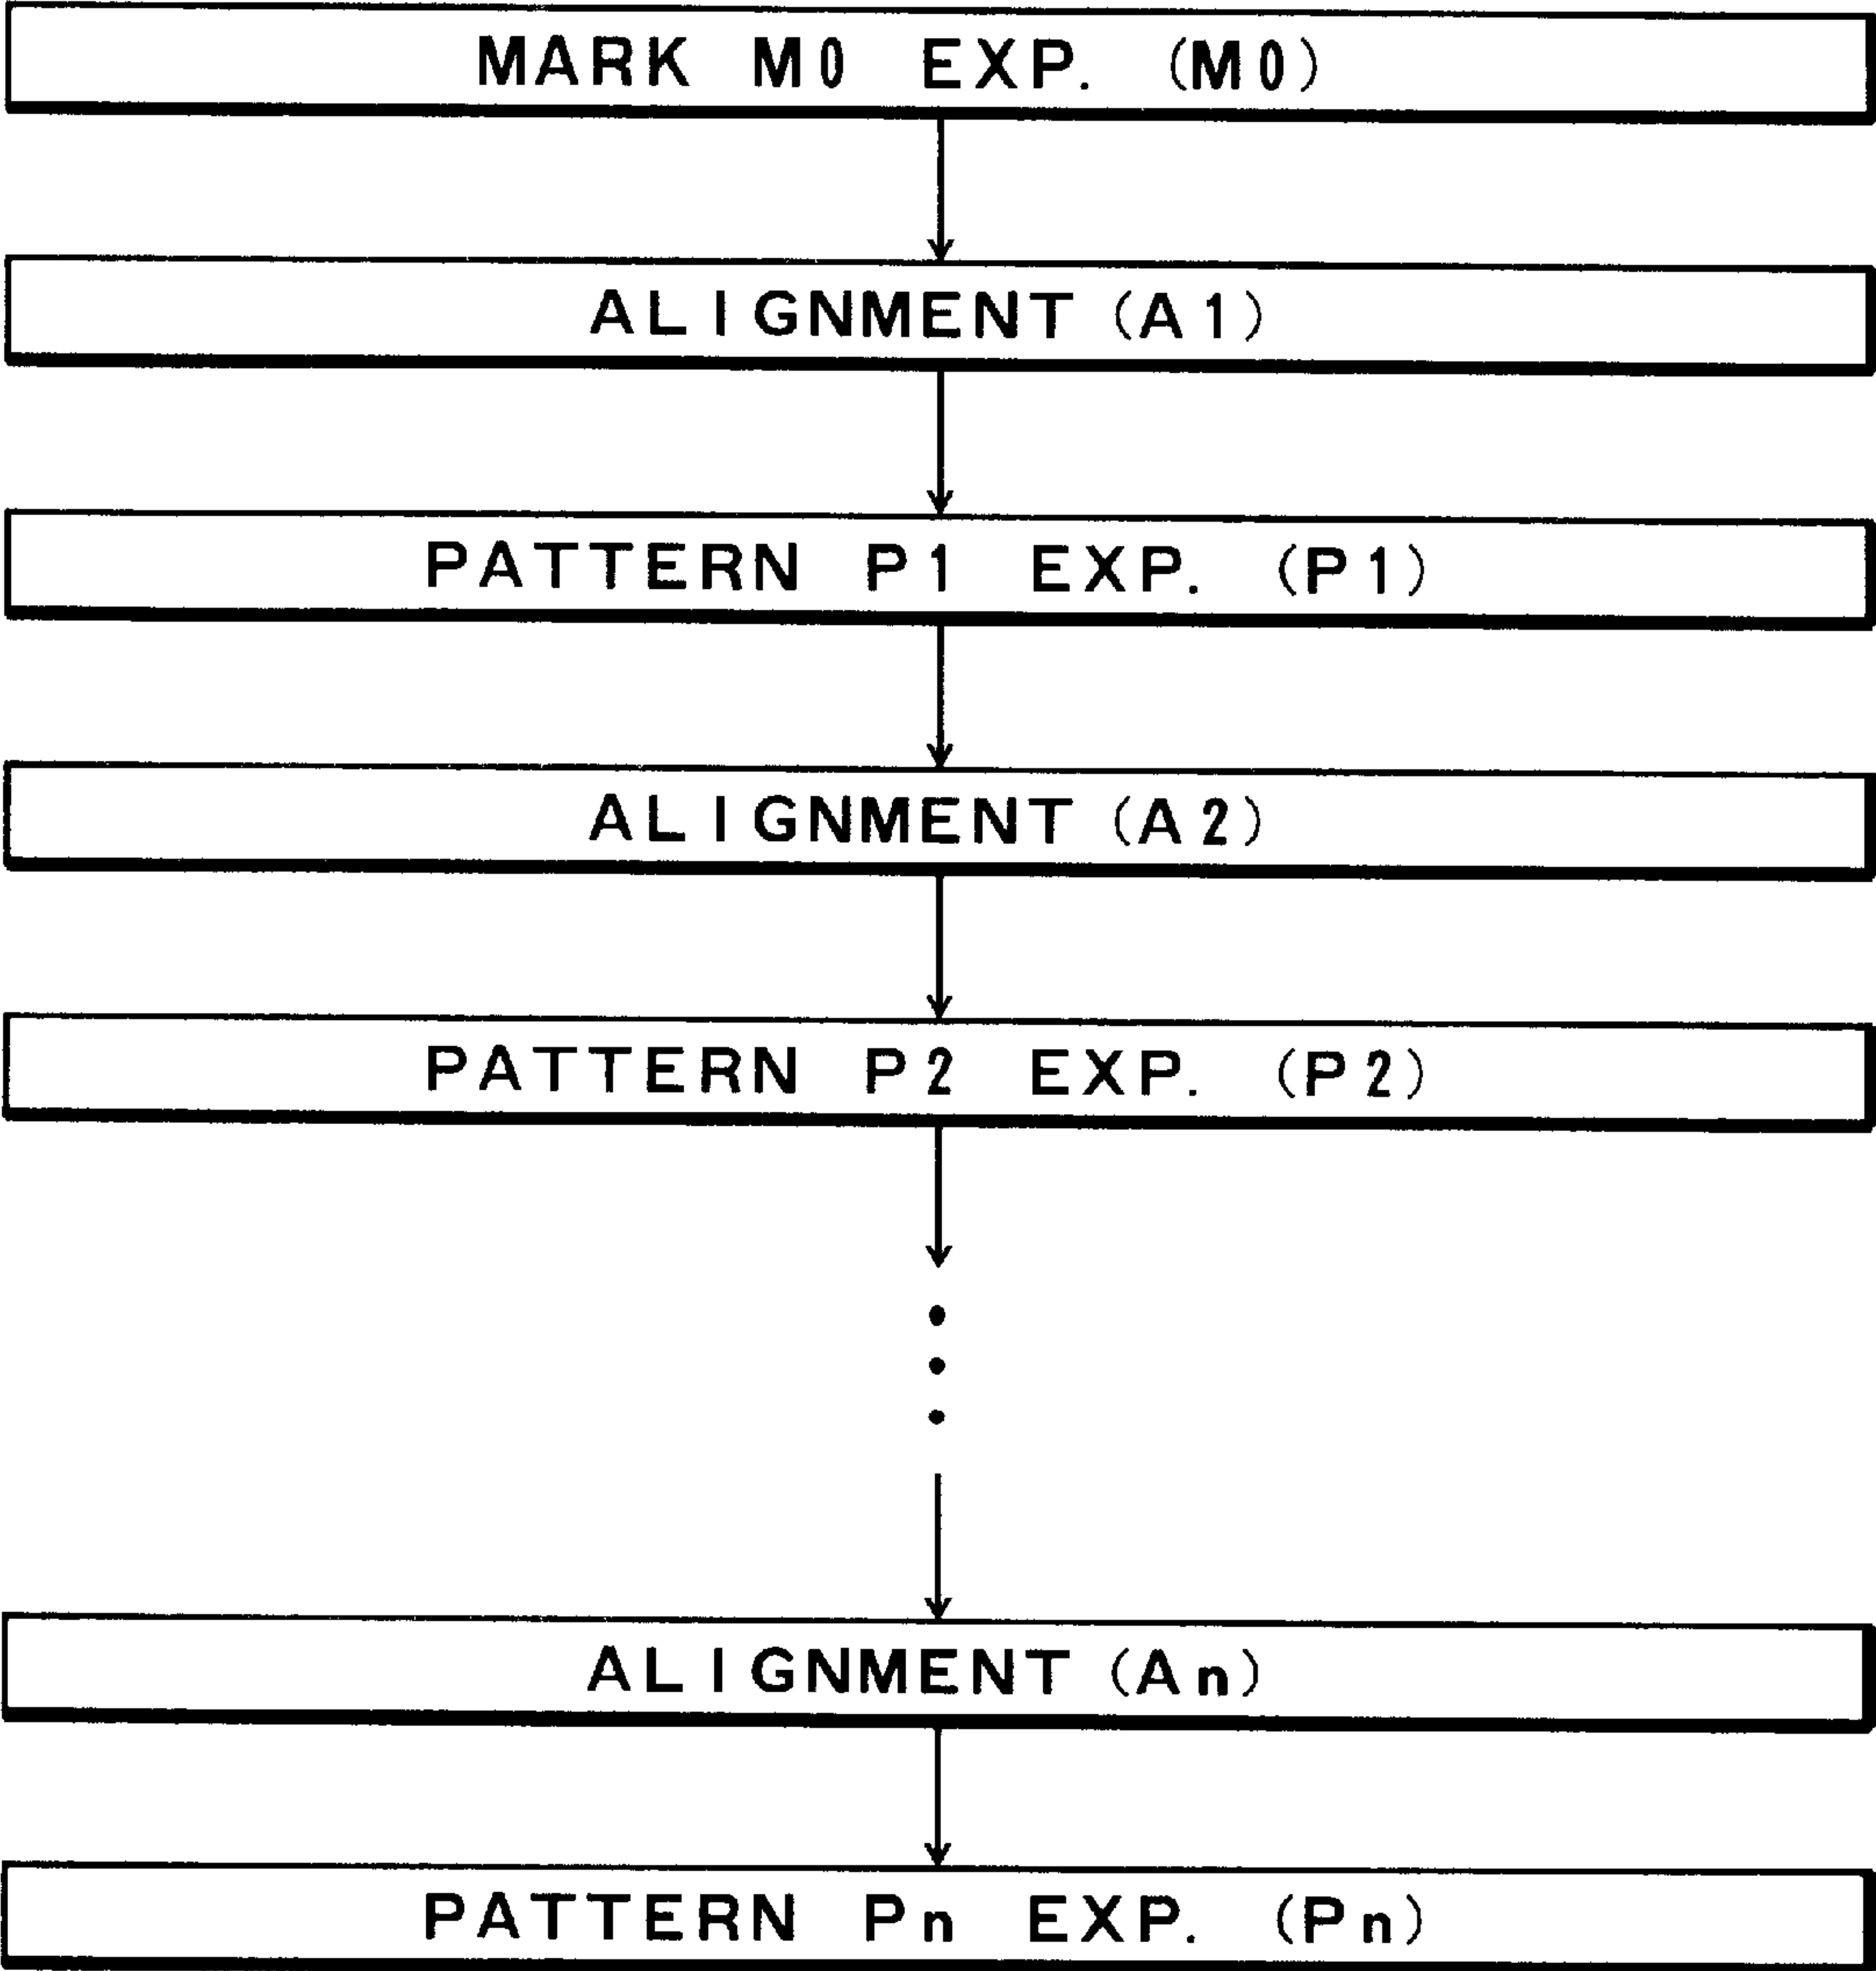 MARK M0 EXP. (M0)
ALIGNMENT (A1)
PATTERN P1 EXP. (P1)
ALIGNMENT (A2)
PATTERN P2 EXP. (P2)
ALIGNMENT (An)
PATTERN Pn EXP. (Pn)